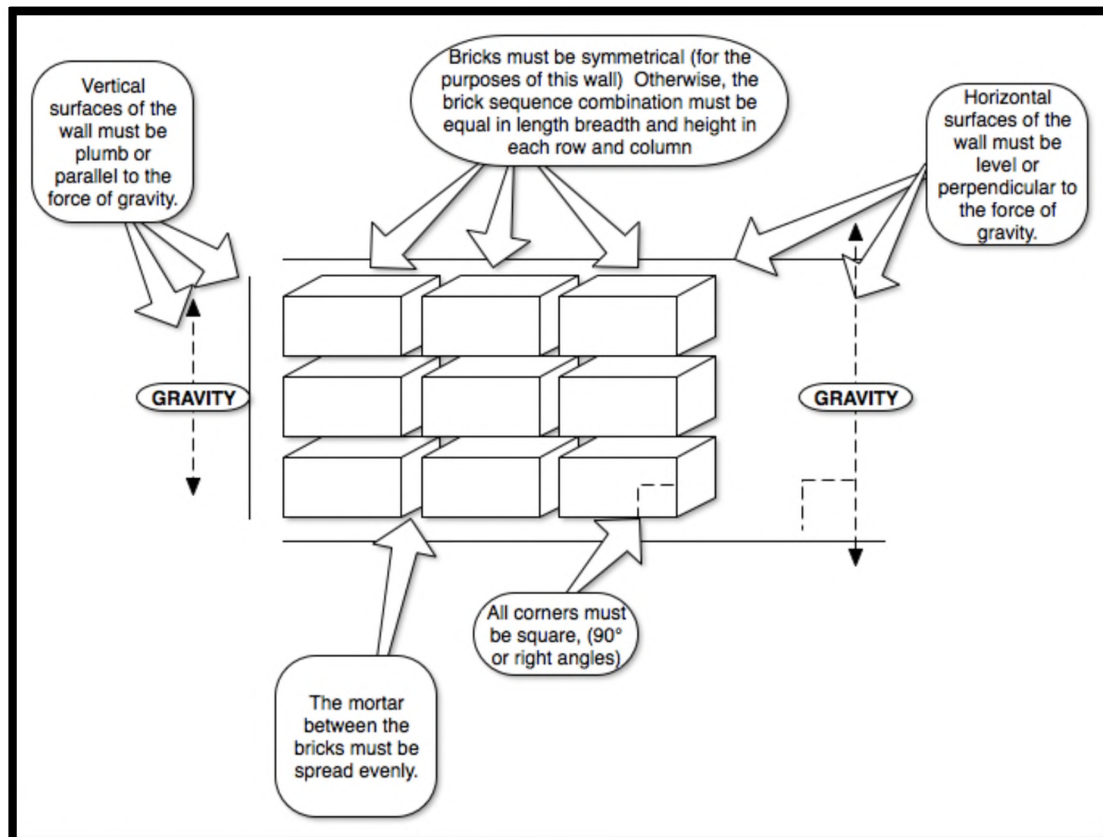 Vertical
surfaces of the
wall must be
plumb or
parallel to the
force of gravity.
Bricks must be symmetrical (for the
purposes of this wall)  Otherwise, the
brick sequence combination must be
equal in length breadth and height in
each row and column
Horizontal
surfaces of the
wall must be
level or
perpendicular to
the force of
gravity.
GRAVITY
GRAVITY
All corners must
be square, (90°
or right angles)
The mortar
between the
bricks must be
spread evenly.